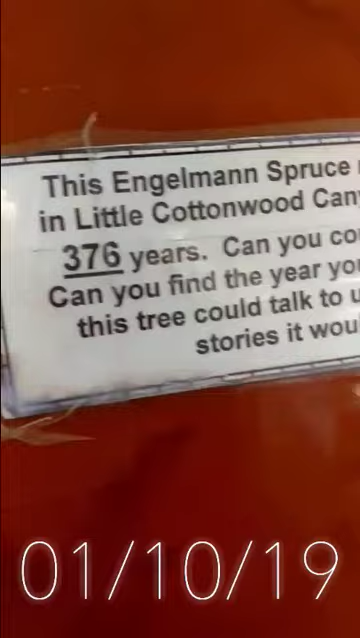 This Engelmann Spruce
in Little Cottonwood
376 years. Can you
Can you find the year
this tree could talk to
stories it
01/10/19